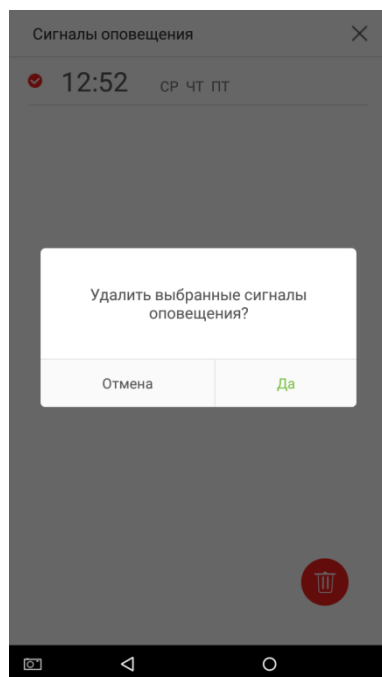 Сигналы оповещения
12:52 СР ЧТ ПТ
Удалить выбранные сигналы
оповещения?
Отмена Да